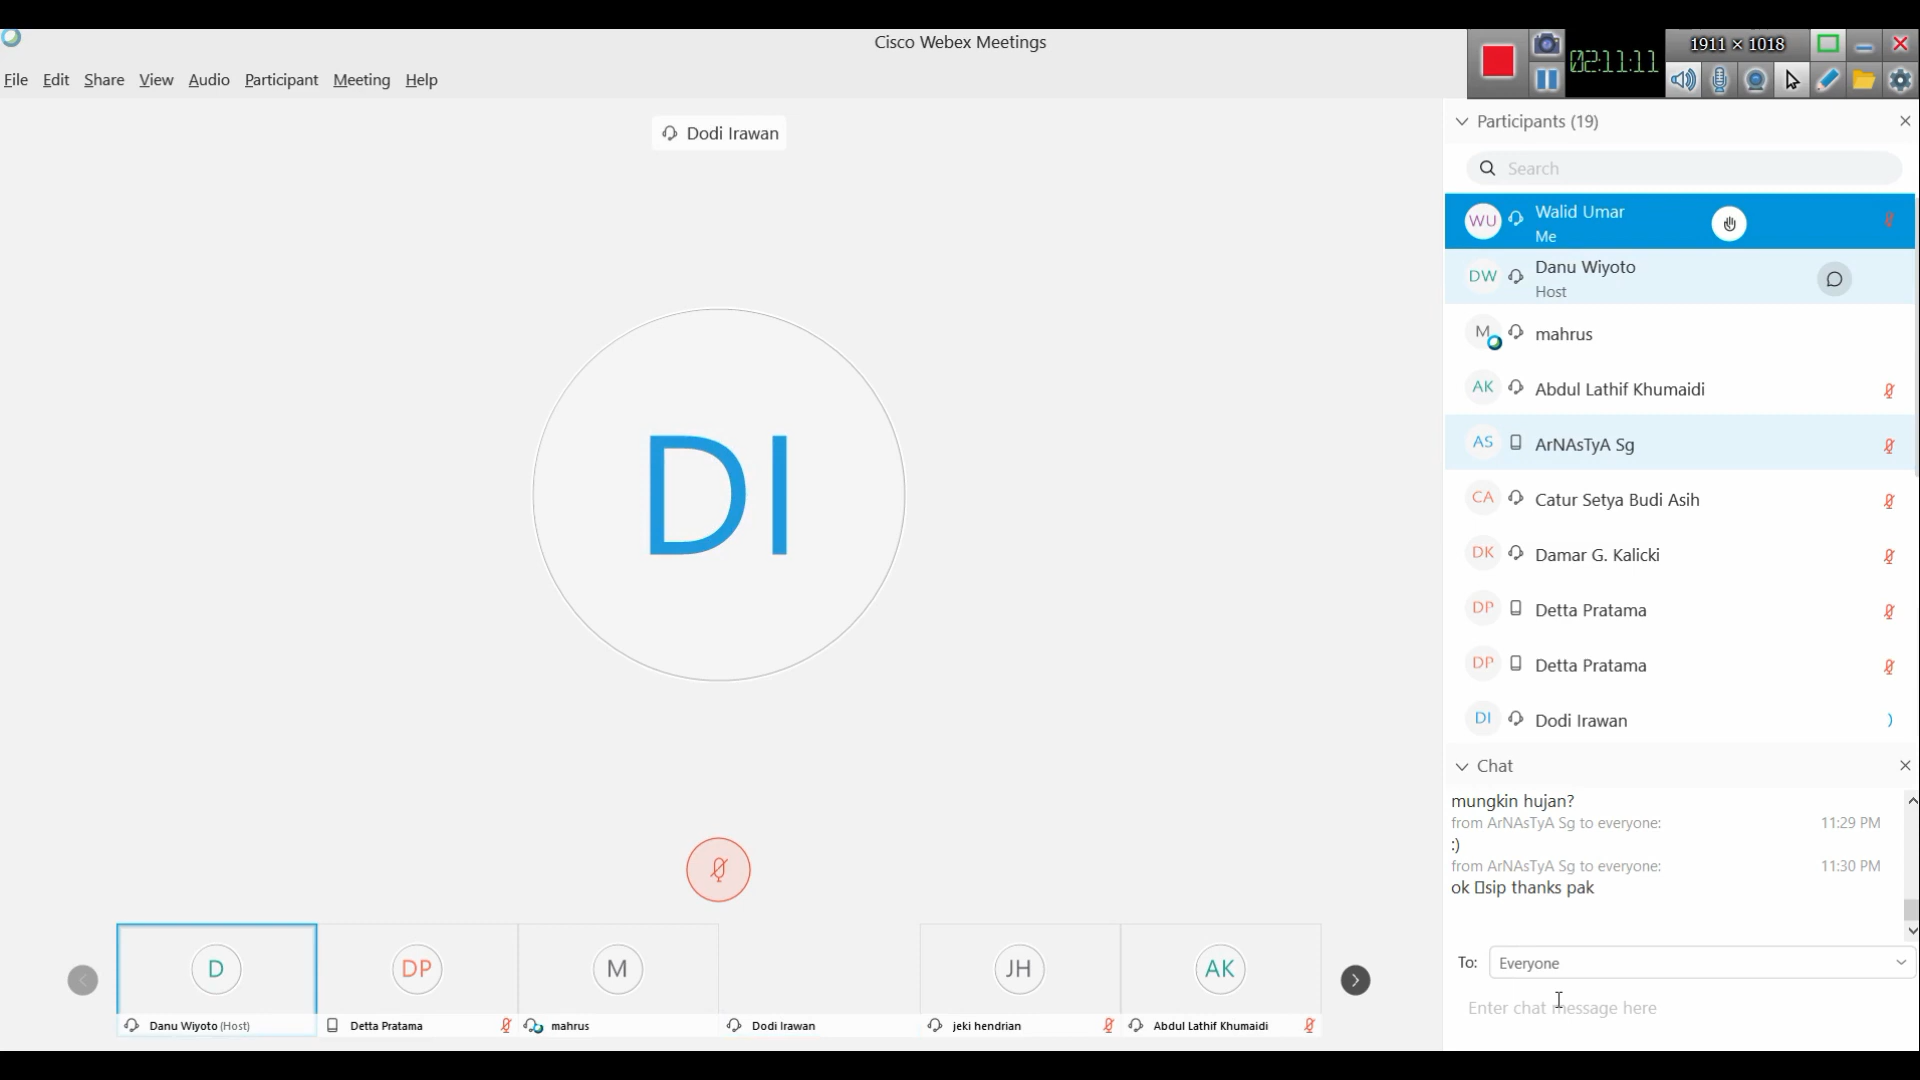 Cisco Webex Meetings
1911 × 1018
02:11:11
File Edit Share View Audio Participant Meeting Help
Dodi Irawan
DI
Participants (19)
Search
WU Walid Umar
Me
DW Danu Wiyoto
Host
M mahrus
AK Abdul Lathif Khumaidi
AS ArNAsTyA Sg
CA Catur Setya Budi Asih
DK Damar G. Kalicki
DP Detta Pratama
DP Detta Pratama
DI Dodi Irawan
Chat
mungkin hujan?
from ArNAsTyA Sg to everyone: 11:29 PM
:)
from ArNAsTyA Sg to everyone: 11:30 PM
ok ▯sip thanks pak
To: Everyone
Enter chat message here
D DP M JH AK
Danu Wiyoto (Host) Detta Pratama mahrus Dodi Irawan jeki hendrian Abdul Lathif Khumaidi